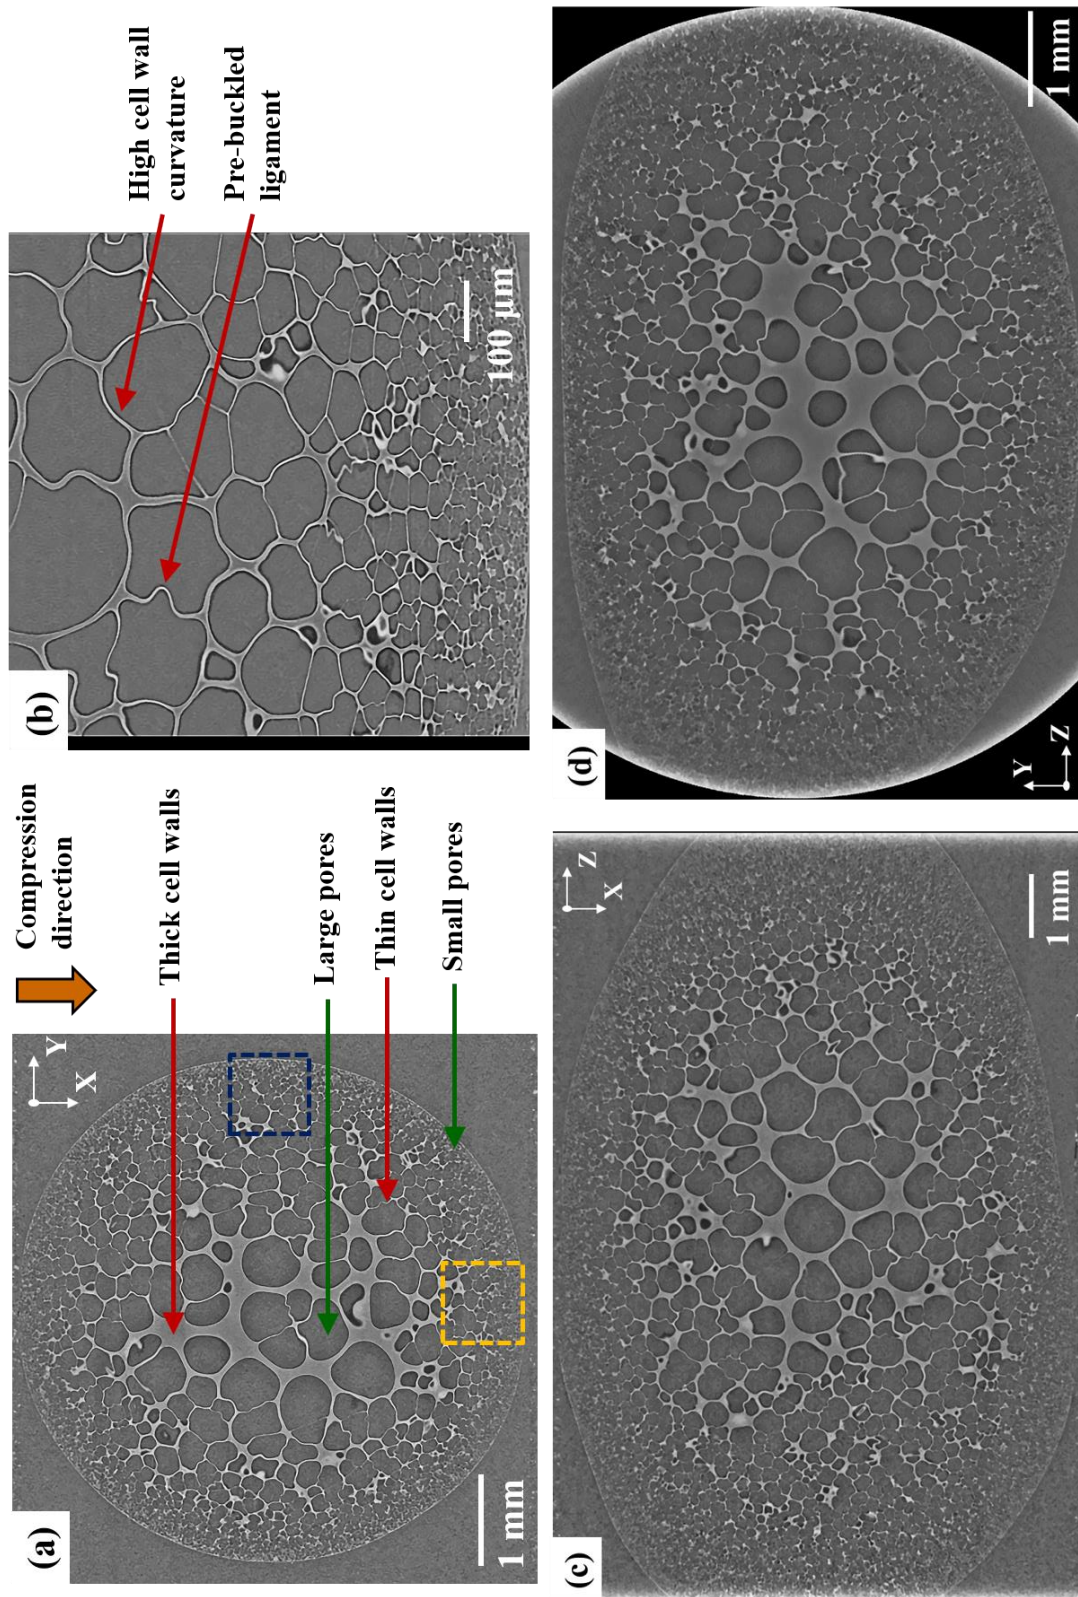 (a)
Y
X
1 mm
Compression
direction
Thick cell walls
Large pores
Thin cell walls
Small pores
(b)
100 μm
High cell wall
curvature
Pre-buckled
ligament
(c)
Z
X
1 mm
(d)
Y
Z
1 mm